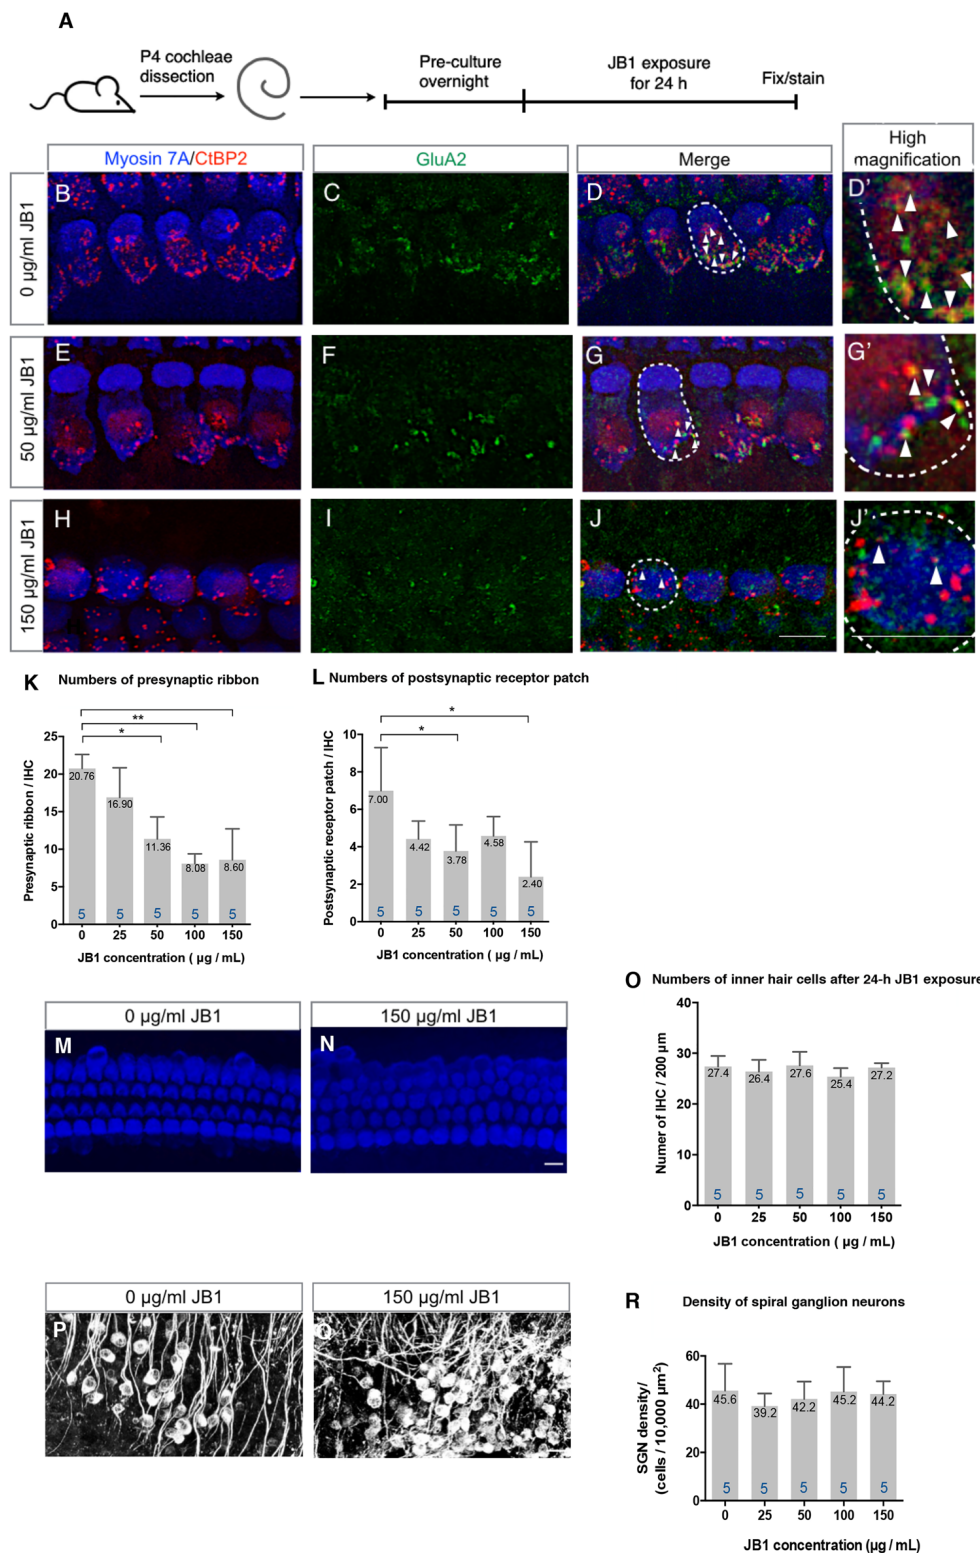 A
P4 cochleae
dissection
Pre-culture
overnight
JB1 exposure
for 24 h
Fix/stain
Myosin 7A/CtBP2
GluA2
Merge
High
magnification
0 µg/ml JB1
B
C
D
D'
50 µg/ml JB1
E
F
G
G'
150 µg/ml JB1
H
I
J
J'
K Numbers of presynaptic ribbon
**
*
Presynaptic ribbon / IHC
25
20
15
10
5
0
20.76
16.90
11.36
8.08
8.60
5 5 5 5 5
0 25 50 100 150
JB1 concentration ( µg / mL)
L Numbers of postsynaptic receptor patch
*
*
Postsynaptic receptor patch / IHC
10
8
6
4
2
0
7.00
4.42
3.78
4.58
2.40
5 5 5 5 5
0 25 50 100 150
JB1 concentration ( µg / mL)
0 µg/ml JB1
150 µg/ml JB1
M
N
O Numbers of inner hair cells after 24-h JB1 exposure
Numer of IHC / 200 µm
40
30
20
10
0
27.4
26.4
27.6
25.4
27.2
5 5 5 5 5
0 25 50 100 150
JB1 concentration ( µg / mL)
0 µg/ml JB1
150 µg/ml JB1
P
Q
R Density of spiral ganglion neurons
SGN density/
(cells / 10,000 µm²)
60
40
20
0
45.6
39.2
42.2
45.2
44.2
5 5 5 5 5
0 25 50 100 150
JB1 concentration (µg / mL)